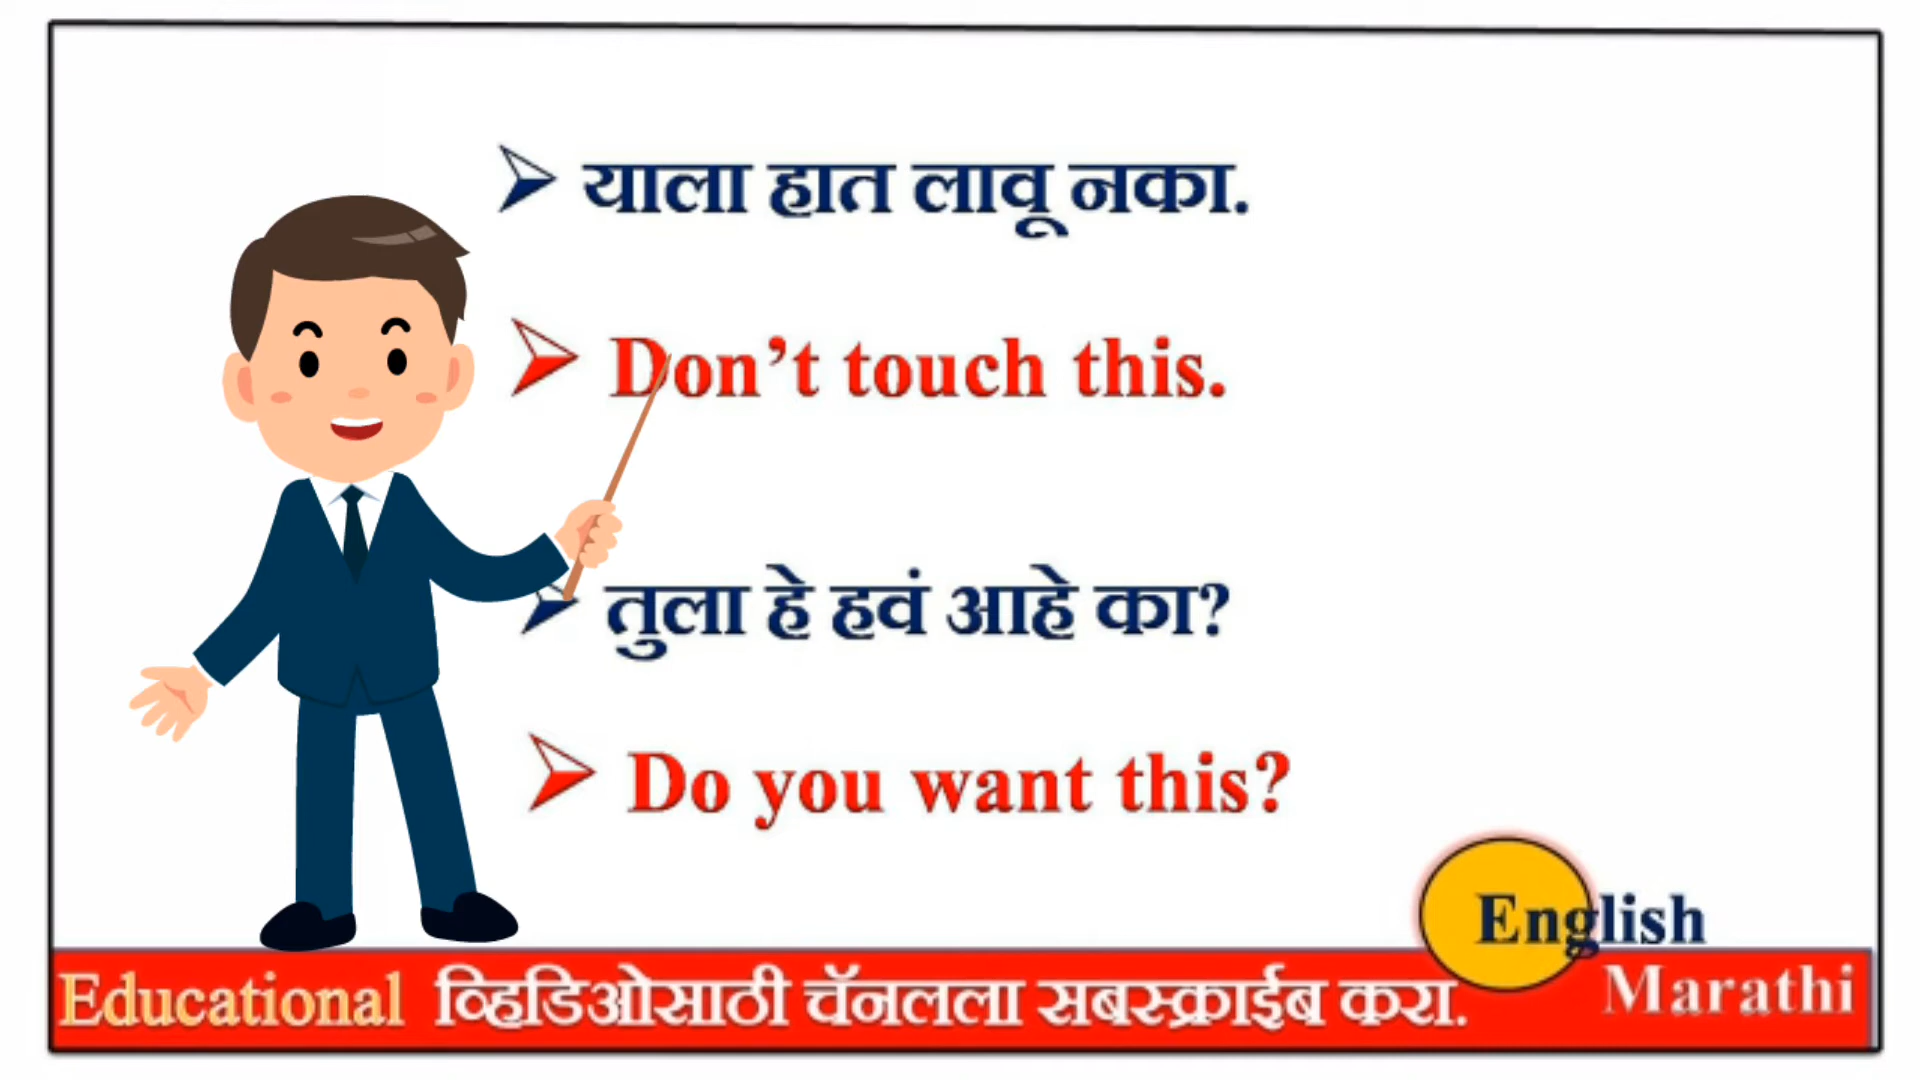 याला हात लावू नका.
Don't touch this.
तुला हे हवं आहे का?
Do you want this?
English
Marathi
Educational व्हिडिओसाठी चॅनलला सबस्क्राईब करा.